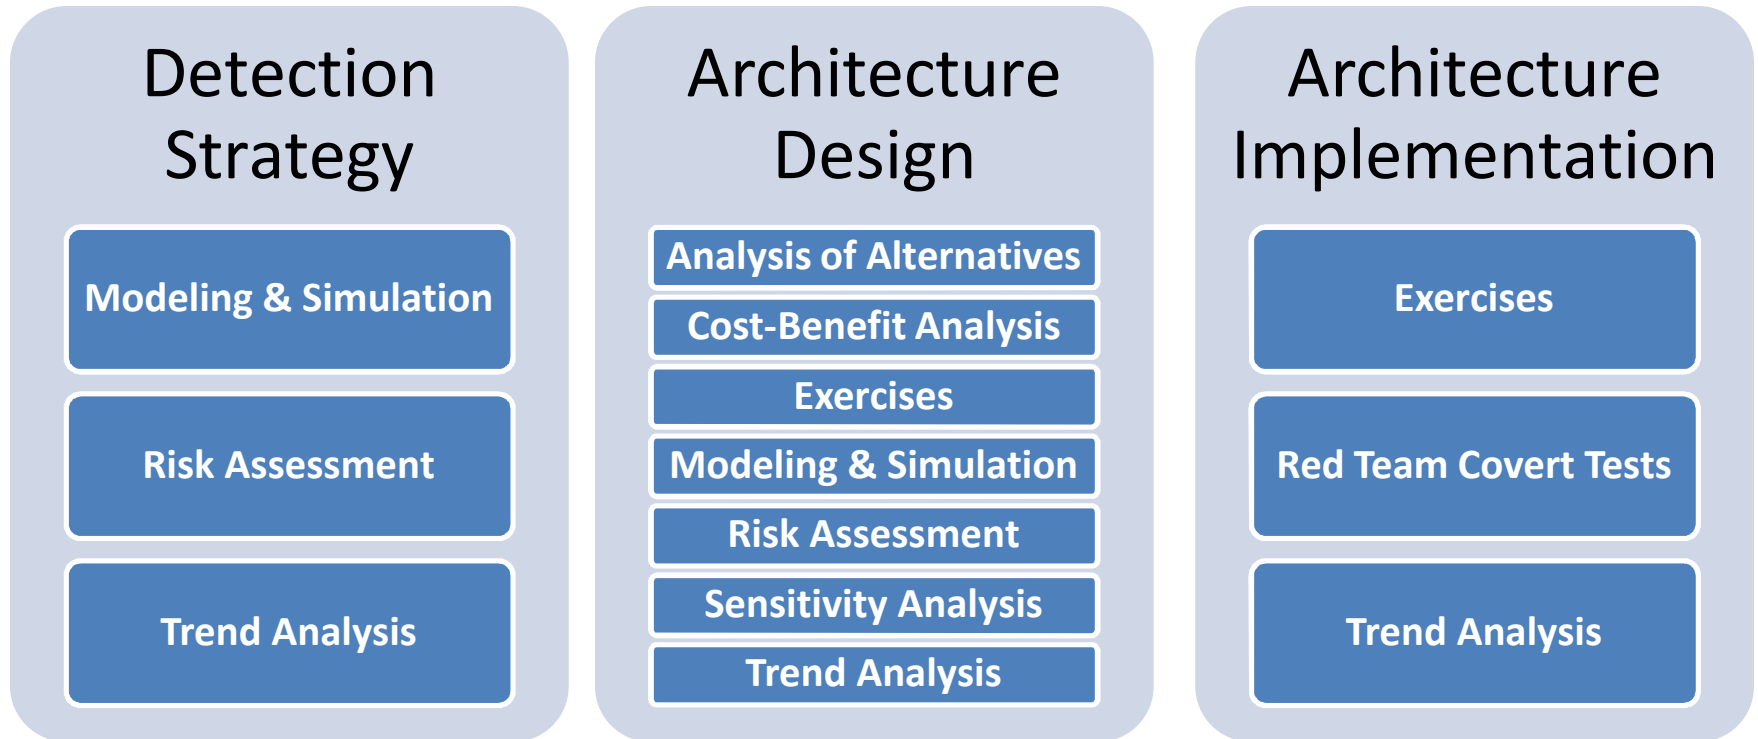 Detection
Strategy
Modeling & Simulation
Risk Assessment
Trend Analysis
Architecture
Design
Analysis of Alternatives
Cost-Benefit Analysis
Exercises
Modeling & Simulation
Risk Assessment
Sensitivity Analysis
Trend Analysis
Architecture
Implementation
Exercises
Red Team Covert Tests
Trend Analysis